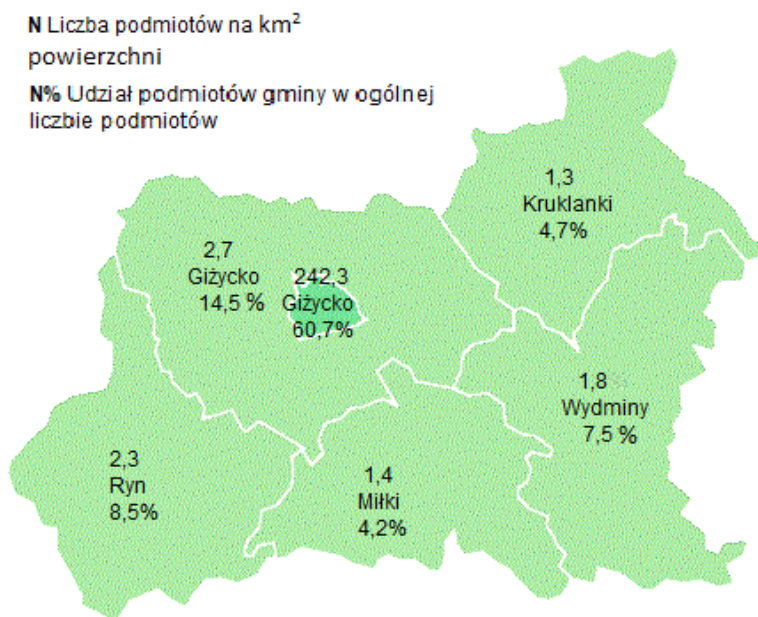 N Liczba podmiotów na km²
powierzchni
N% Udział podmiotów gminy w ogólnej
liczbie podmiotów
1,3
Kruklanki
4,7%
2,7
Giżycko
14,5 %
242,3
Giżycko
60,7%
1,8
Wydminy
7,5 %
2,3
Ryn
8,5%
1,4
Miłki
4,2%